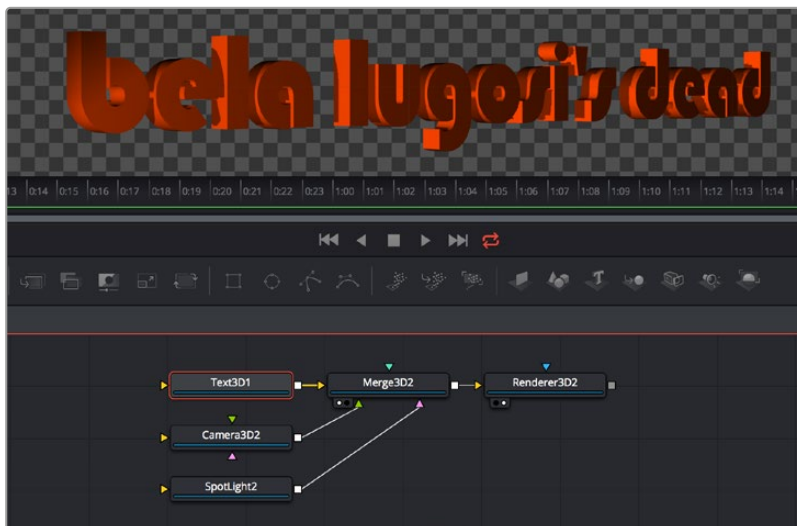 bela lugosi's dead
13 0:14 0:15 0:16 0:17 0:18 0:19 0:20 0:21 0:22 0:23 1:00 1:01 1:02 1:03 1:04 1:05 1:06 1:07 1:08 1:09 1:10 1:11 1:12 1:13 1:14
Text3D1 Merge3D2 Renderer3D2
Camera3D2
SpotLight2